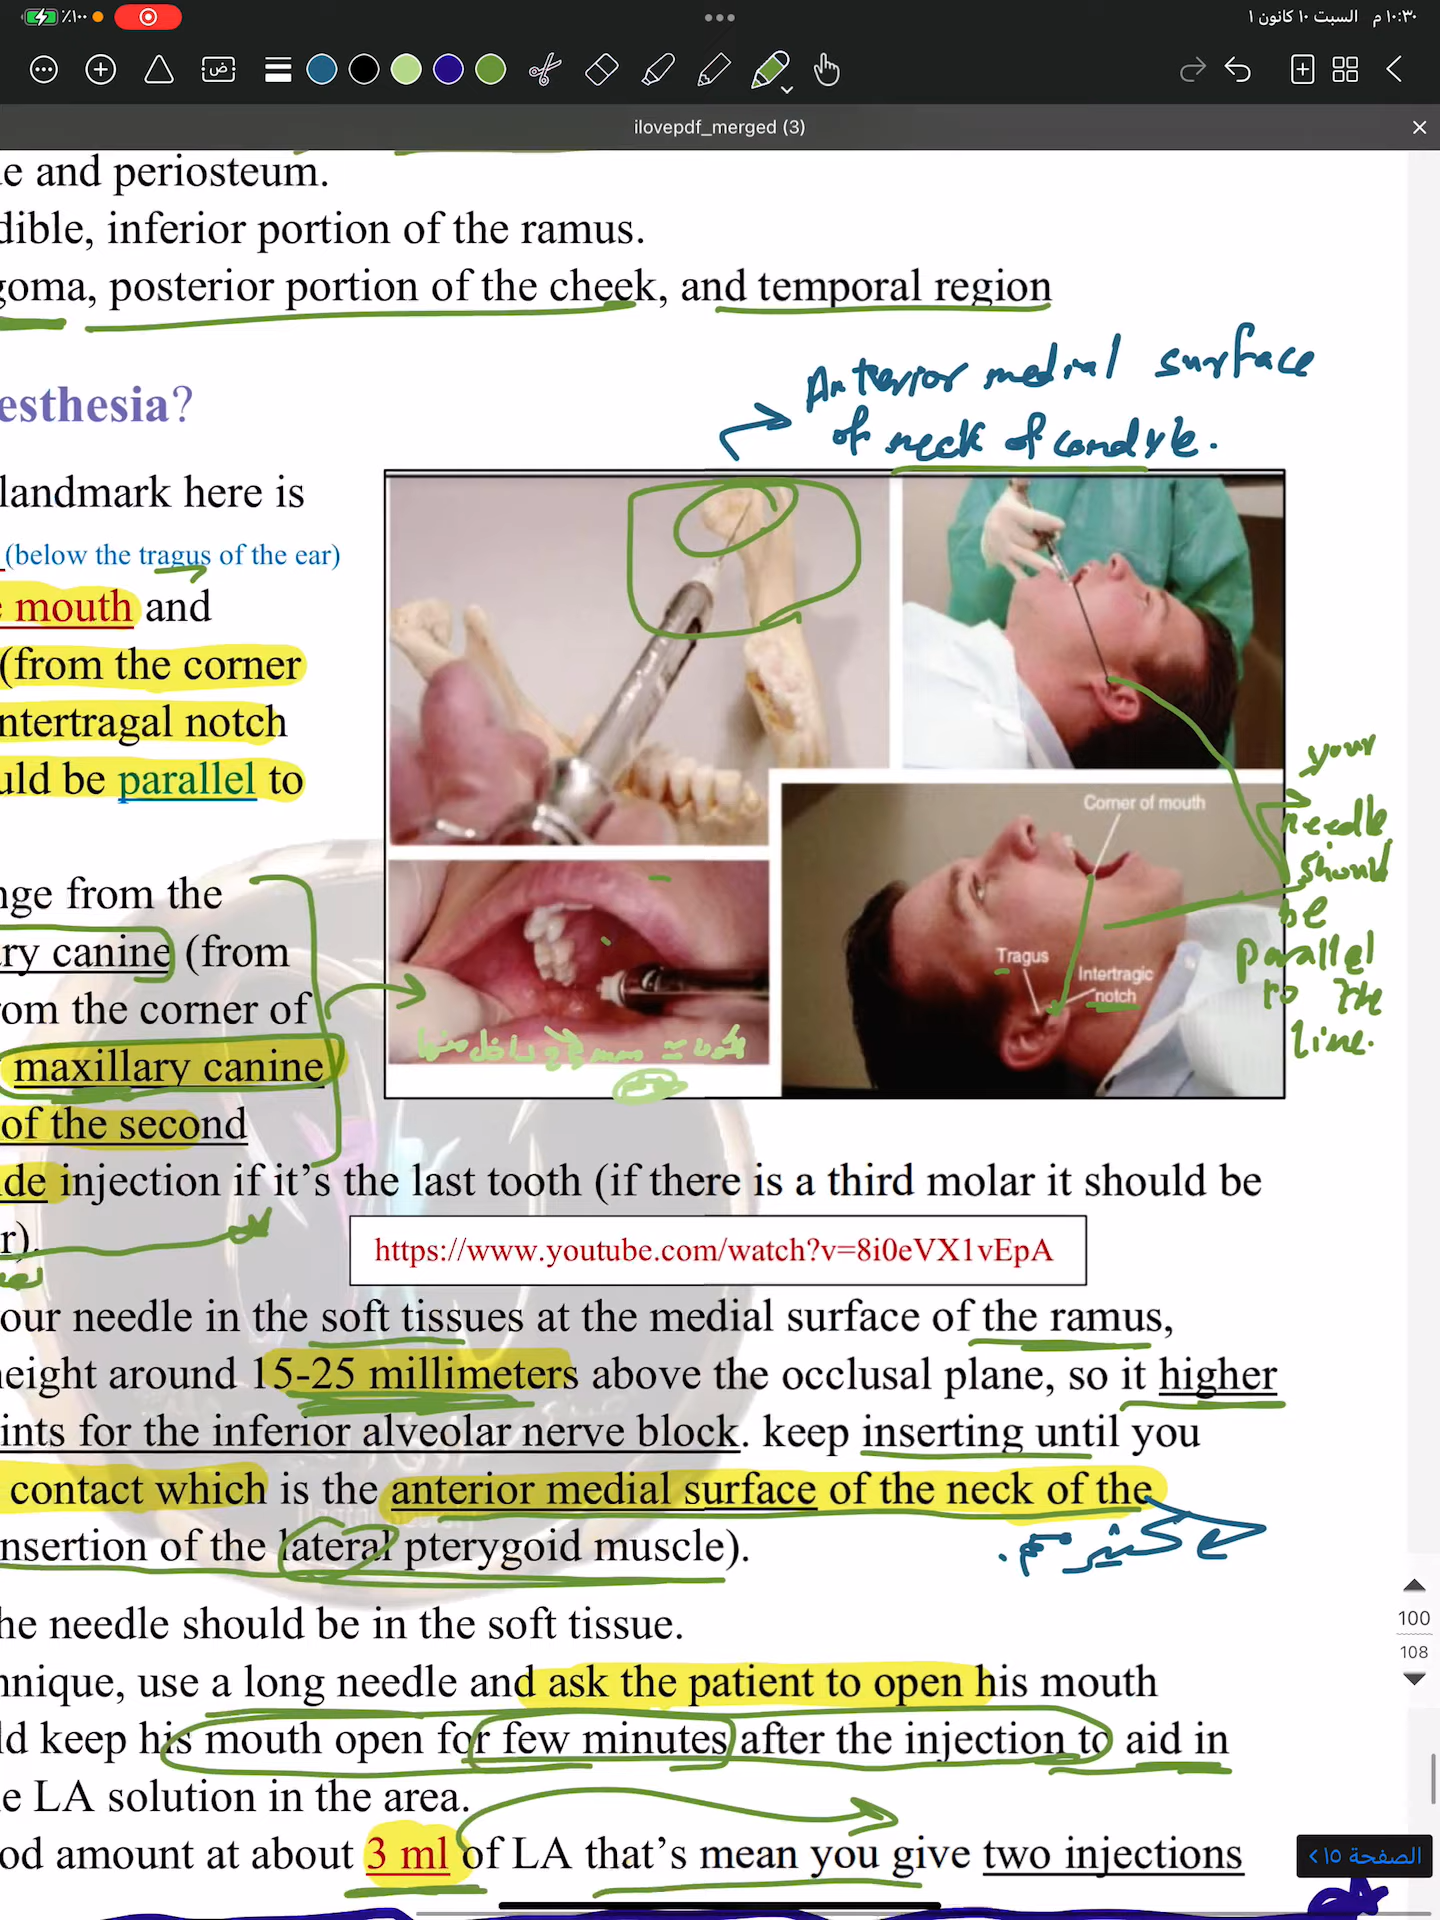 ٪١٠٠
١٠:٣٠ م السبت ١٠ كانون ١
ض
ilovepdf_merged (3)
e and periosteum.
dible, inferior portion of the ramus.
goma, posterior portion of the cheek, and temporal region
Anterior medial surface
of neck of condyle.
esthesia?
landmark here is
(below the tragus of the ear)
e mouth and
(from the corner
ntertragal notch
uld be parallel to
nge from the
ry canine (from
om the corner of
maxillary canine
of the second
Corner of mouth
Tragus
Intertragic
notch
your
needle
should
be
parallel
to the
line.
de injection if it’s the last tooth (if there is a third molar it should be
r).
https://www.youtube.com/watch?v=8i0eVX1vEpA
our needle in the soft tissues at the medial surface of the ramus,
height around 15-25 millimeters above the occlusal plane, so it higher
ints for the inferior alveolar nerve block. keep inserting until you
contact which is the anterior medial surface of the neck of the
nsertion of the lateral pterygoid muscle).
he needle should be in the soft tissue.
nique, use a long needle and ask the patient to open his mouth
ld keep his mouth open for few minutes after the injection to aid in
e LA solution in the area.
od amount at about 3 ml of LA that’s mean you give two injections
100
108
الصفحة ١٥